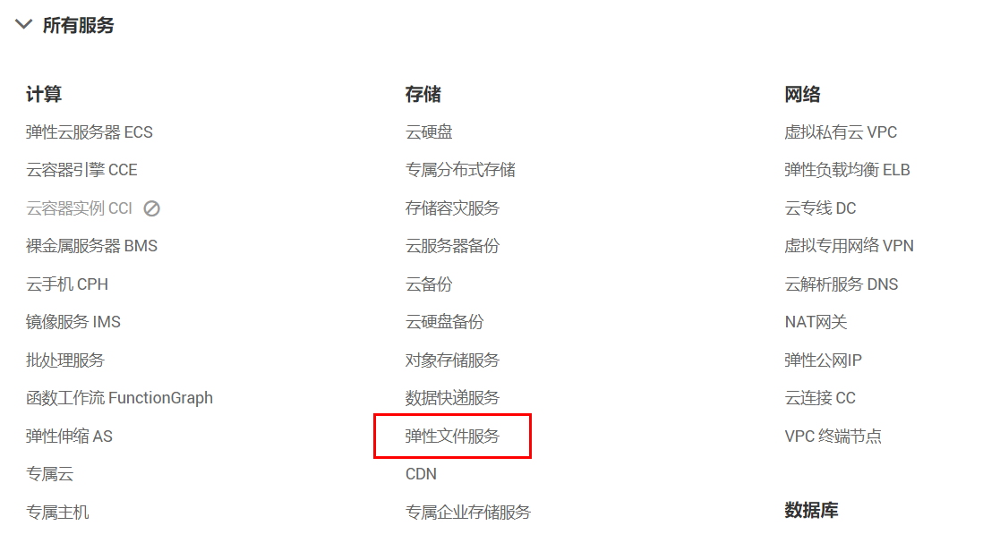 所有服务
计算
弹性云服务器 ECS
云容器引擎 CCE
云容器实例 CCI
裸金属服务器 BMS
云手机 CPH
镜像服务 IMS
批处理服务
函数工作流 FunctionGraph
弹性伸缩 AS
专属云
专属主机
存储
云硬盘
专属分布式存储
存储容灾服务
云服务器备份
云备份
云硬盘备份
对象存储服务
数据快递服务
弹性文件服务
CDN
专属企业存储服务
网络
虚拟私有云 VPC
弹性负载均衡 ELB
云专线 DC
虚拟专用网络 VPN
云解析服务 DNS
NAT网关
弹性公网IP
云连接 CC
VPC 终端节点
数据库